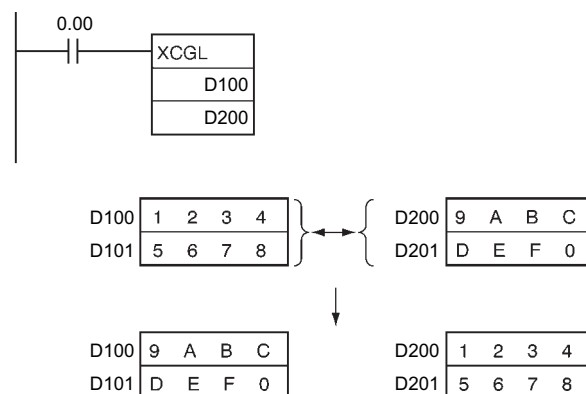 0.00
XCGL
D100
D200
D100 1 2 3 4 D200 9 A B C
D101 5 6 7 8 D201 D E F 0
D100 9 A B C D200 1 2 3 4
D101 D E F 0 D201 5 6 7 8